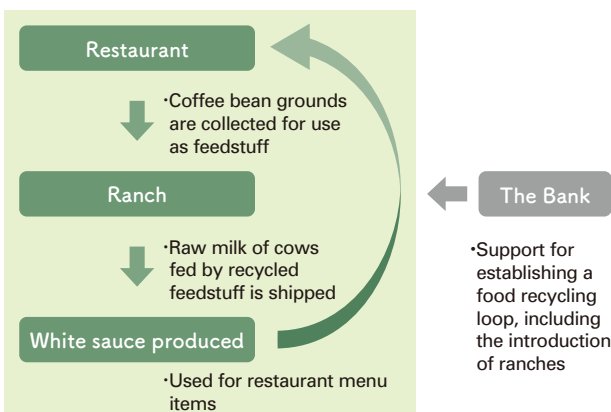 Restaurant
・Coffee bean grounds
are collected for use
as feedstuff
Ranch
・Raw milk of cows
fed by recycled
feedstuff is shipped
White sauce produced
・Used for restaurant menu
items
The Bank
・Support for
establishing a
food recycling
loop, including
the introduction
of ranches